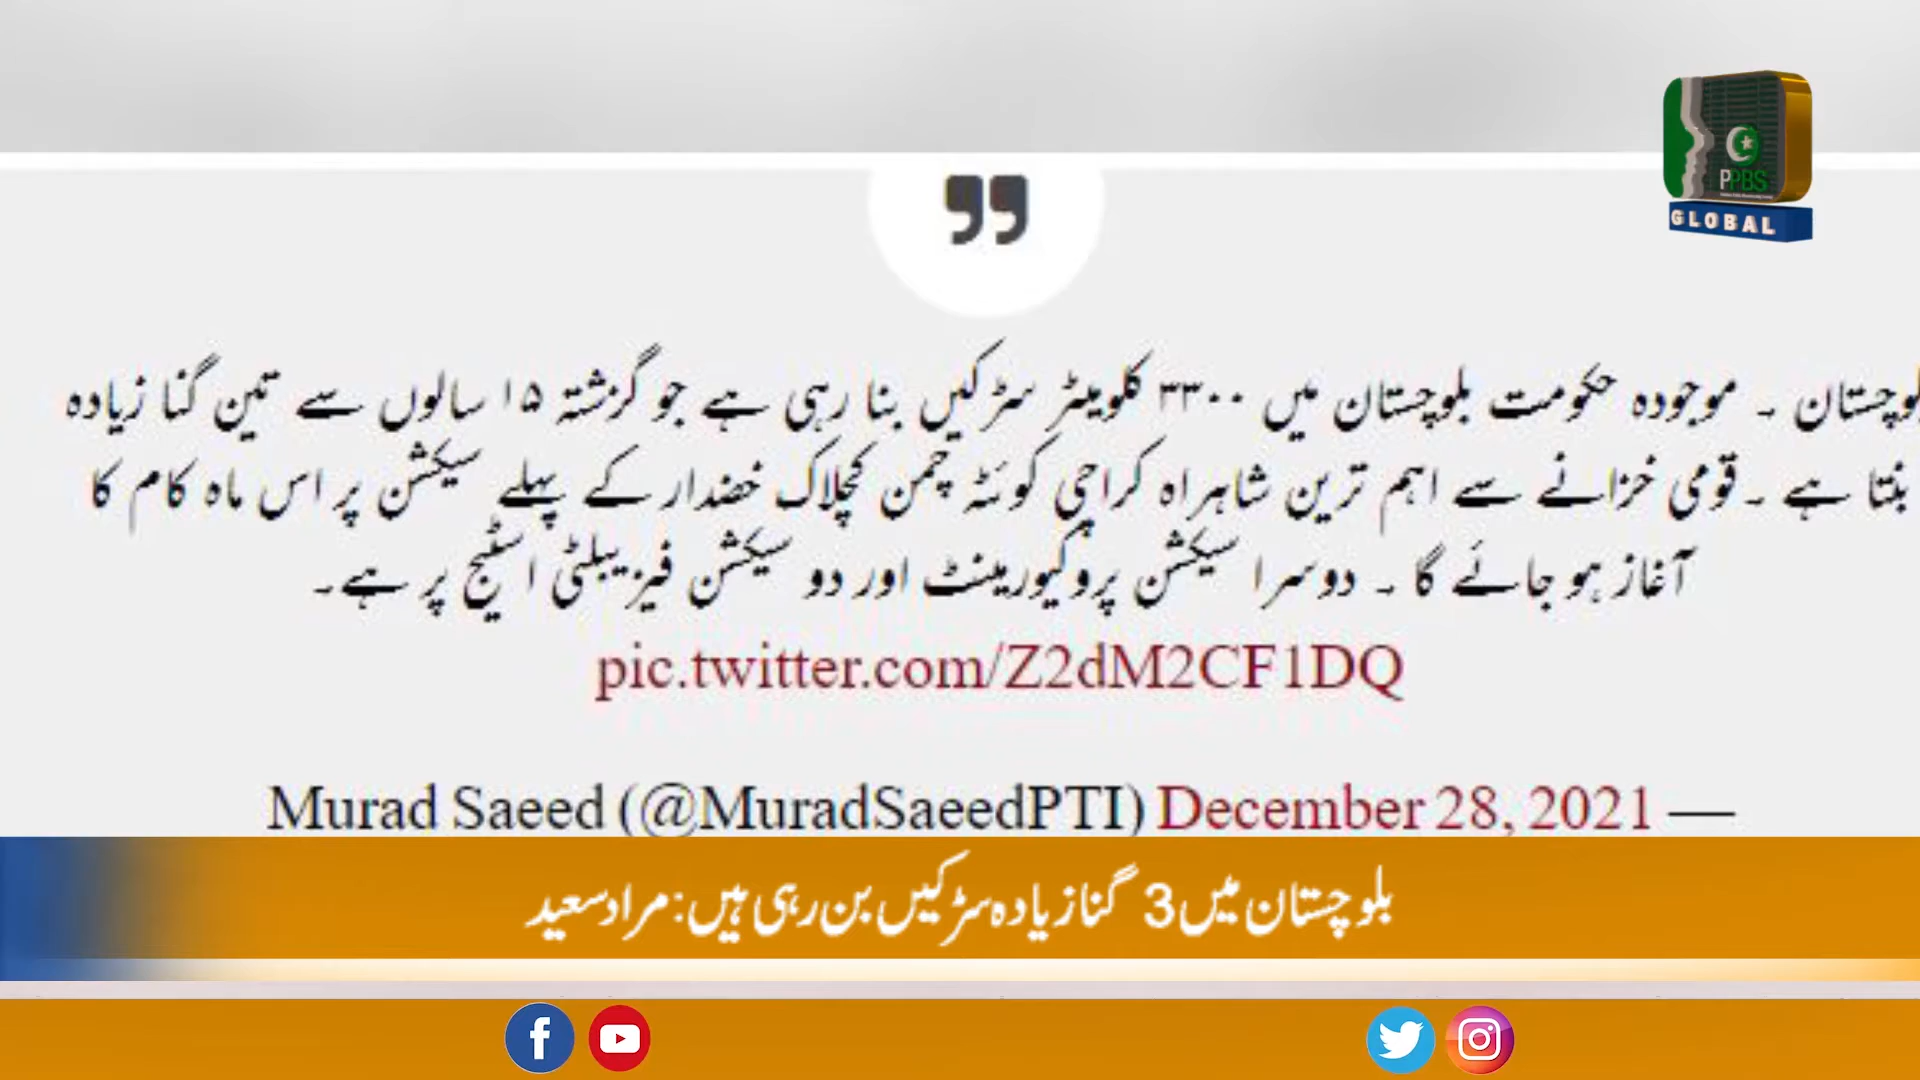 PPBS
GLOBAL
”
بلوچستان ۔ موجودہ حکومت بلوچستان میں ۳۳۰۰ کلومیٹر سڑکیں بنا رہی ہے جو گزشتہ ۱۵ سالوں سے تین گنا زیادہ
بنتا ہے ۔ قومی خزانے سے اہم ترین شاہراہ کراچی کوئٹہ چمن کچلاک خضدار کے پہلے سیکشن پر اس ماہ کام کا
آغاز ہو جائے گا ۔ دوسرا سیکشن پروکیورمینٹ اور دو سیکشن فیزیبلٹی اسٹیج پر ہے۔
pic.twitter.com/Z2dM2CF1DQ
Murad Saeed (@MuradSaeedPTI) December 28, 2021 —
بلوچستان میں 3 گنا زیادہ سڑکیں بن رہی ہیں: مراد سعید